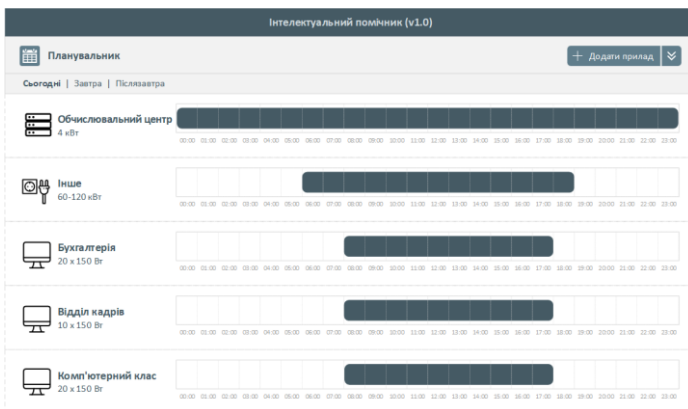 Інтелектуальний помічник (v1.0)
Планувальник
Додати прилад
Сьогодні | Завтра | Післязавтра
Обчислювальний центр
4 кВт
00:00 01:00 02:00 03:00 04:00 05:00 06:00 07:00 08:00 09:00 10:00 11:00 12:00 13:00 14:00 15:00 16:00 17:00 18:00 19:00 20:00 21:00 22:00 23:00
Інше
60-120 кВт
00:00 01:00 02:00 03:00 04:00 05:00 06:00 07:00 08:00 09:00 10:00 11:00 12:00 13:00 14:00 15:00 16:00 17:00 18:00 19:00 20:00 21:00 22:00 23:00
Бухгалтерія
20 x 150 Вт
00:00 01:00 02:00 03:00 04:00 05:00 06:00 07:00 08:00 09:00 10:00 11:00 12:00 13:00 14:00 15:00 16:00 17:00 18:00 19:00 20:00 21:00 22:00 23:00
Відділ кадрів
10 x 150 Вт
00:00 01:00 02:00 03:00 04:00 05:00 06:00 07:00 08:00 09:00 10:00 11:00 12:00 13:00 14:00 15:00 16:00 17:00 18:00 19:00 20:00 21:00 22:00 23:00
Комп'ютерний клас
20 x 150 Вт
00:00 01:00 02:00 03:00 04:00 05:00 06:00 07:00 08:00 09:00 10:00 11:00 12:00 13:00 14:00 15:00 16:00 17:00 18:00 19:00 20:00 21:00 22:00 23:00